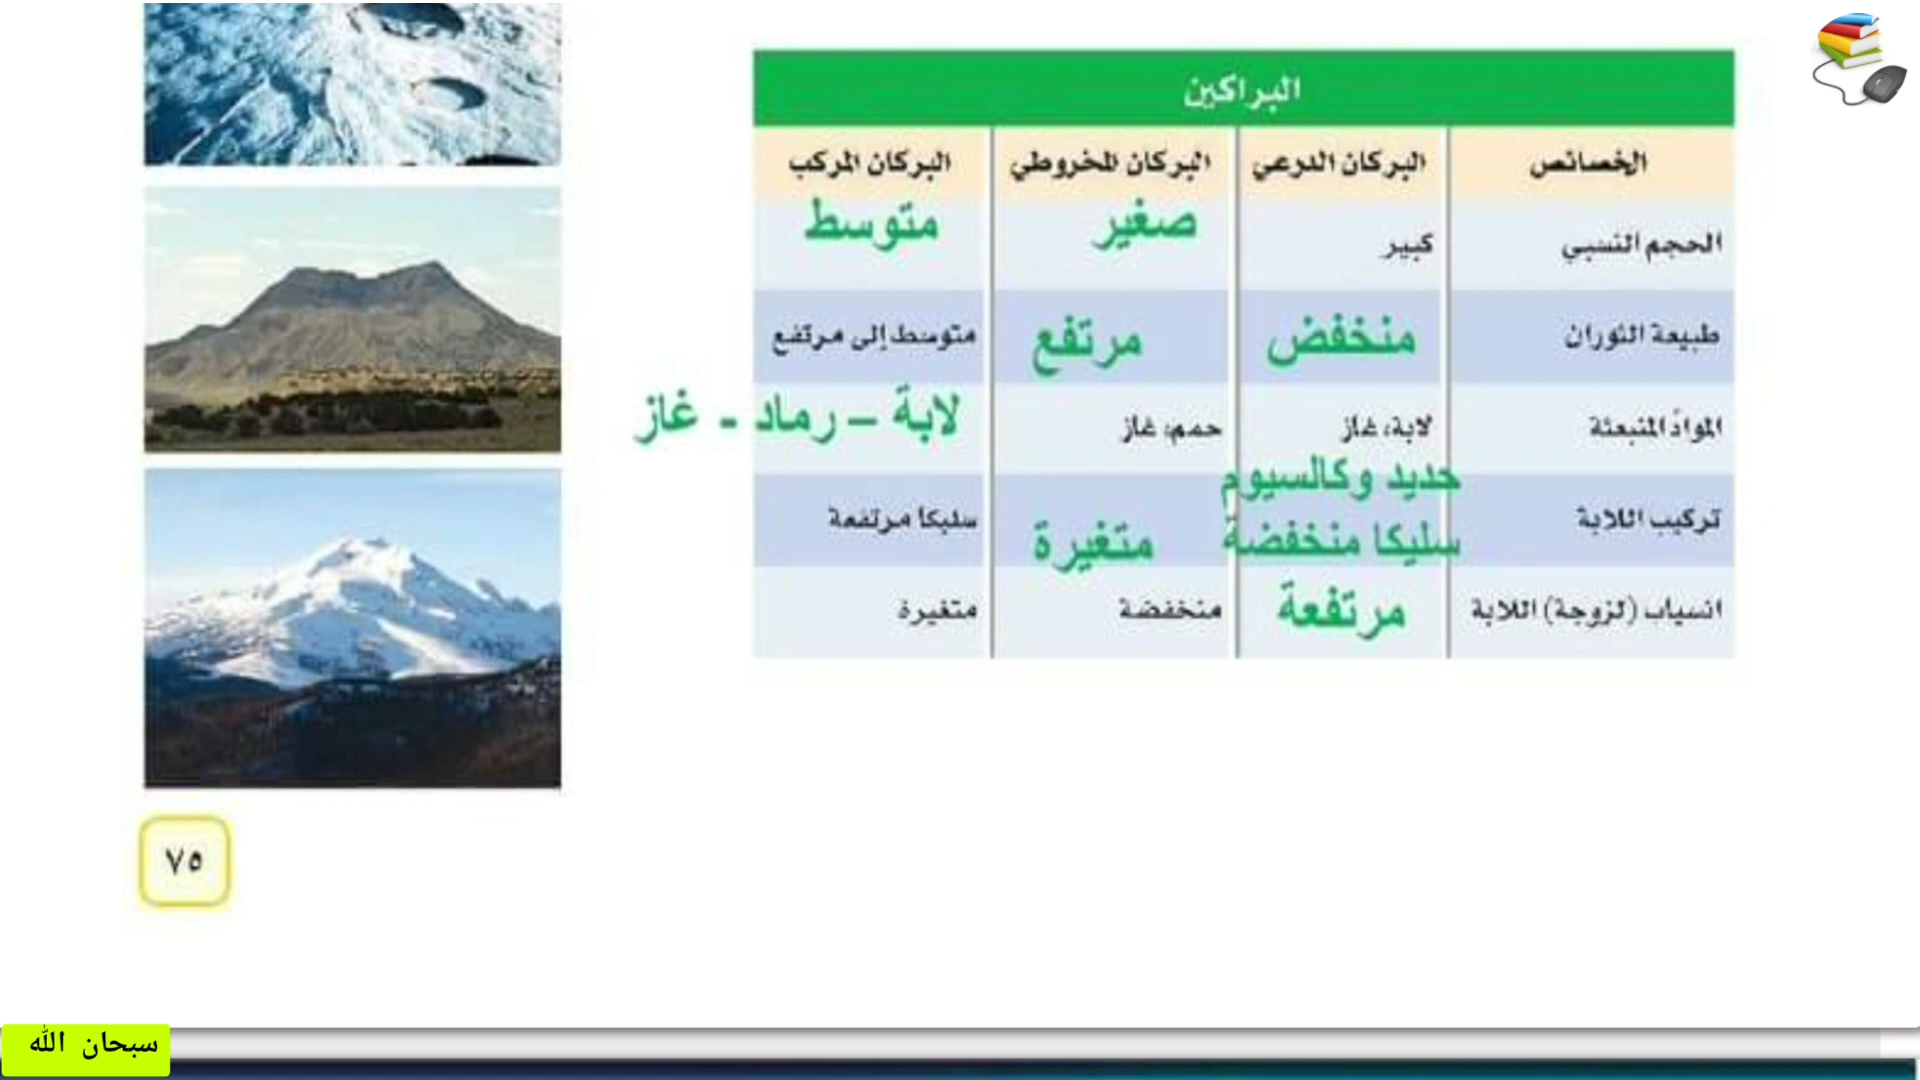 البراكين
الخصائص البركان الدرعي البركان المخروطي البركان المركب
الحجم النسبي كبير صغير متوسط
طبيعة الثوران منخفض مرتفع متوسط إلى مرتفع
الموادّ المنبعثة لابة، غاز حمم، غاز لابة – رماد - غاز
تركيب اللابة حديد وكالسيوم سليكا منخفضة متغيرة سليكا مرتفعة
انسياب (لزوجة) اللابة مرتفعة منخفضة متغيرة
٧٥
سبحان الله